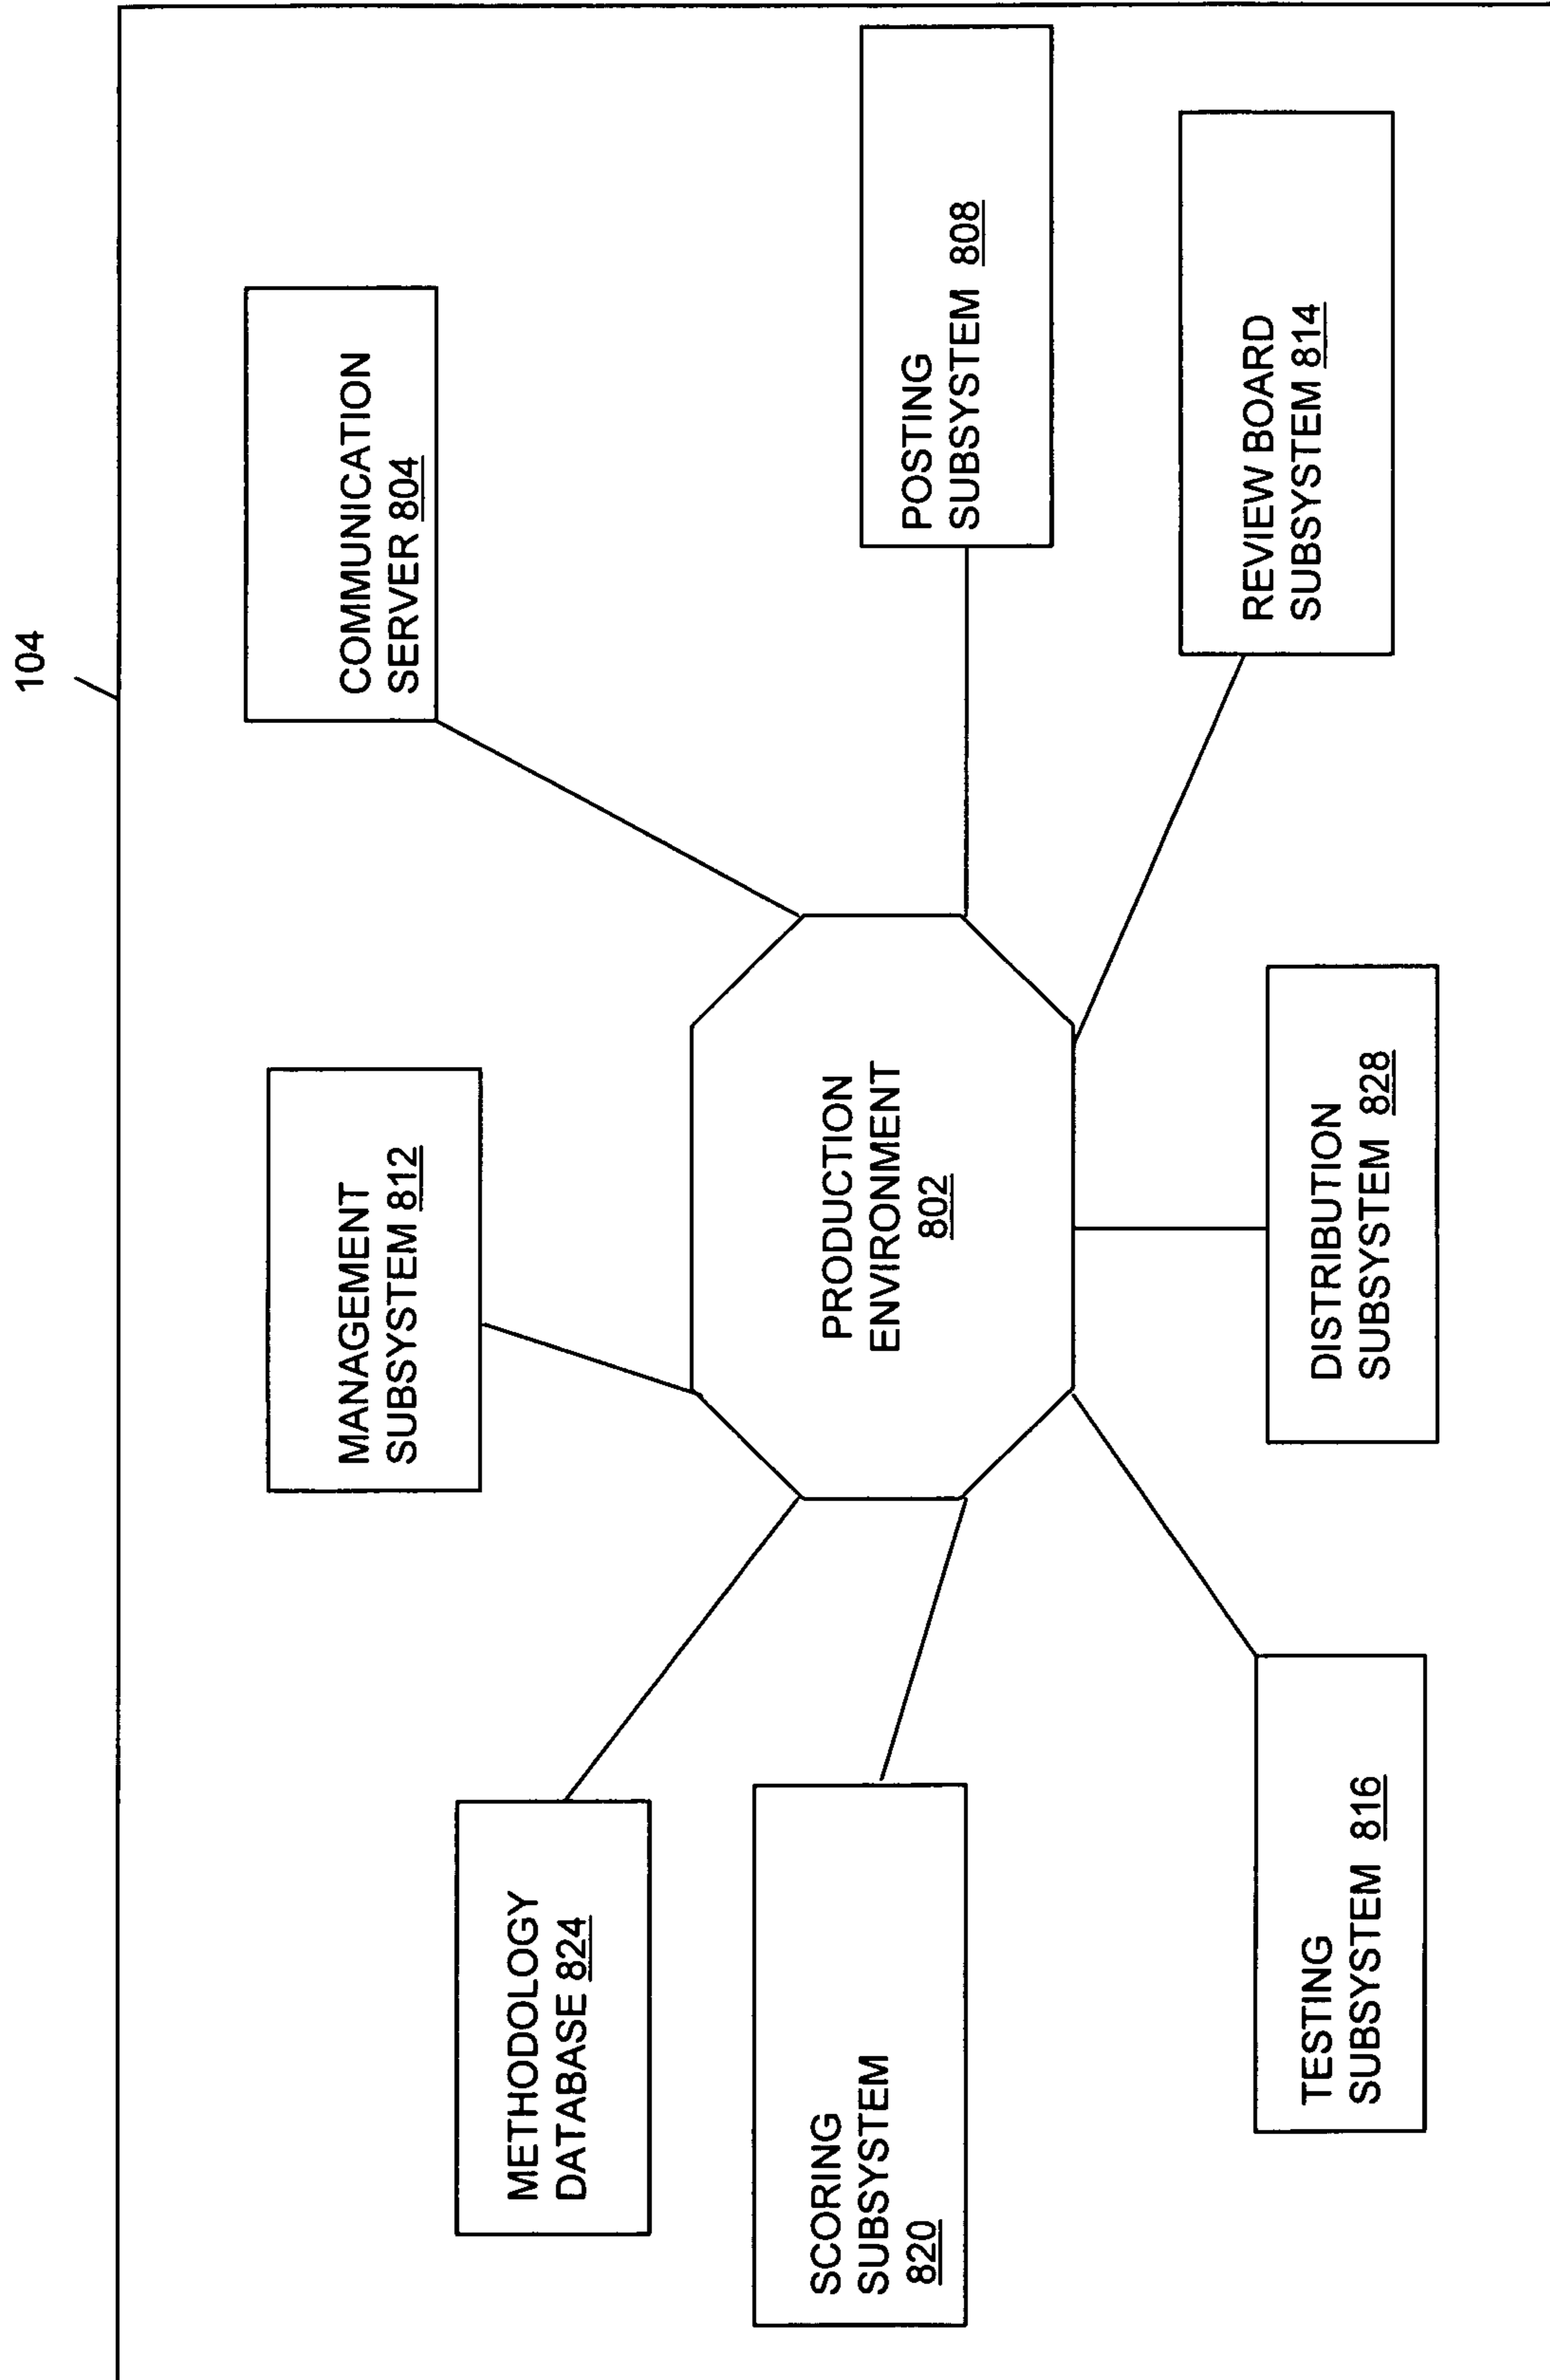 104
COMMUNICATION
SERVER 804
MANAGEMENT
SUBSYSTEM 812
METHODOLOGY
DATABASE 824
POSTING
SUBSYSTEM 808
PRODUCTION
ENVIRONMENT
802
SCORING
SUBSYSTEM
820
REVIEW BOARD
SUBSYSTEM 814
DISTRIBUTION
SUBSYSTEM 828
TESTING
SUBSYSTEM 816